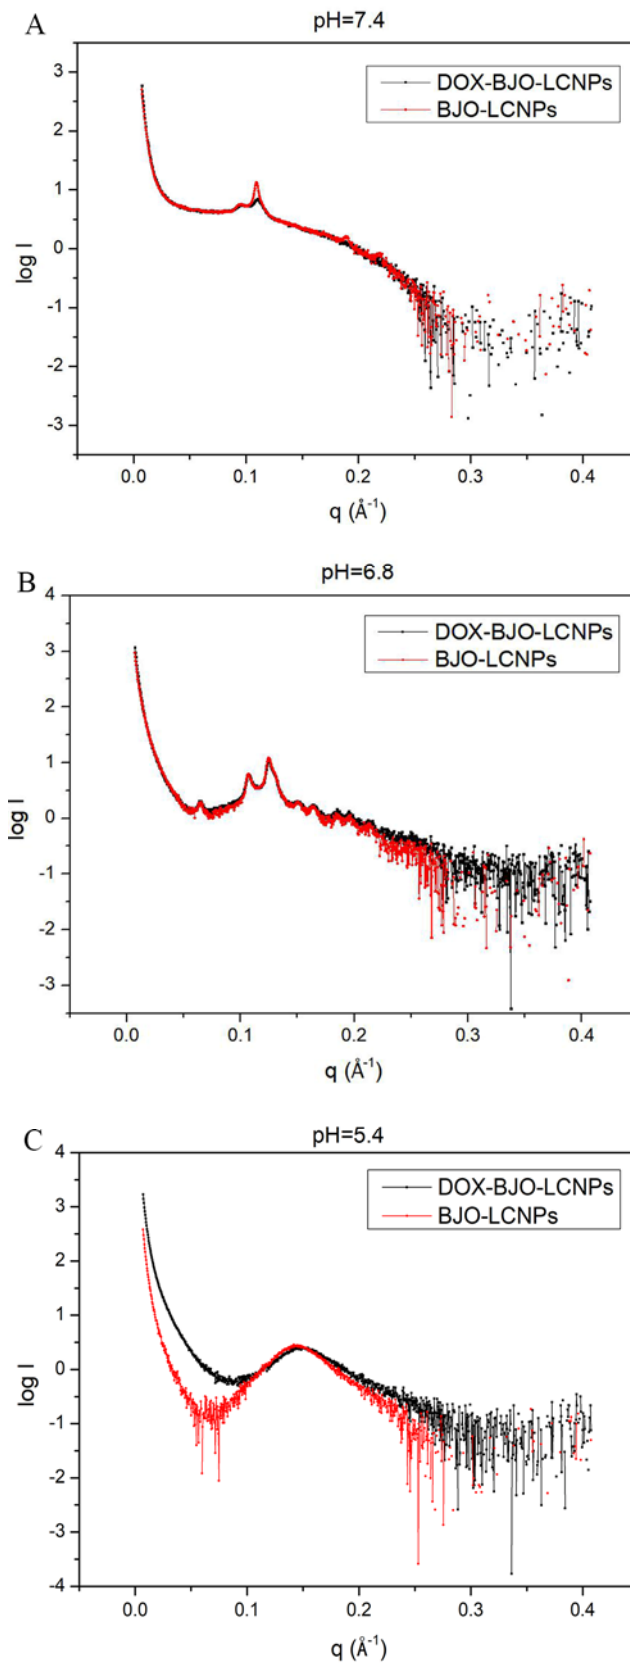 A
pH=7.4
DOX-BJO-LCNPs
BJO-LCNPs
3
2
1
0
-1
-2
-3
log I
0.0 0.1 0.2 0.3 0.4
q (Å⁻¹)
B
pH=6.8
DOX-BJO-LCNPs
BJO-LCNPs
4
3
2
1
0
-1
-2
-3
log I
0.0 0.1 0.2 0.3 0.4
q (Å⁻¹)
C
pH=5.4
DOX-BJO-LCNPs
BJO-LCNPs
4
3
2
1
0
-1
-2
-3
-4
log I
0.0 0.1 0.2 0.3 0.4
q (Å⁻¹)